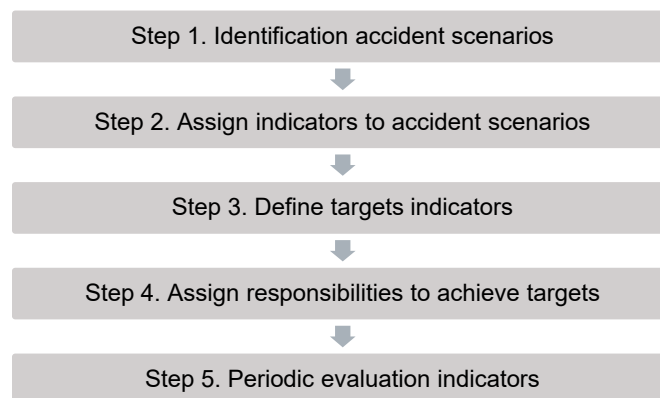 Step 1. Identification accident scenarios
Step 2. Assign indicators to accident scenarios
Step 3. Define targets indicators
Step 4. Assign responsibilities to achieve targets
Step 5. Periodic evaluation indicators